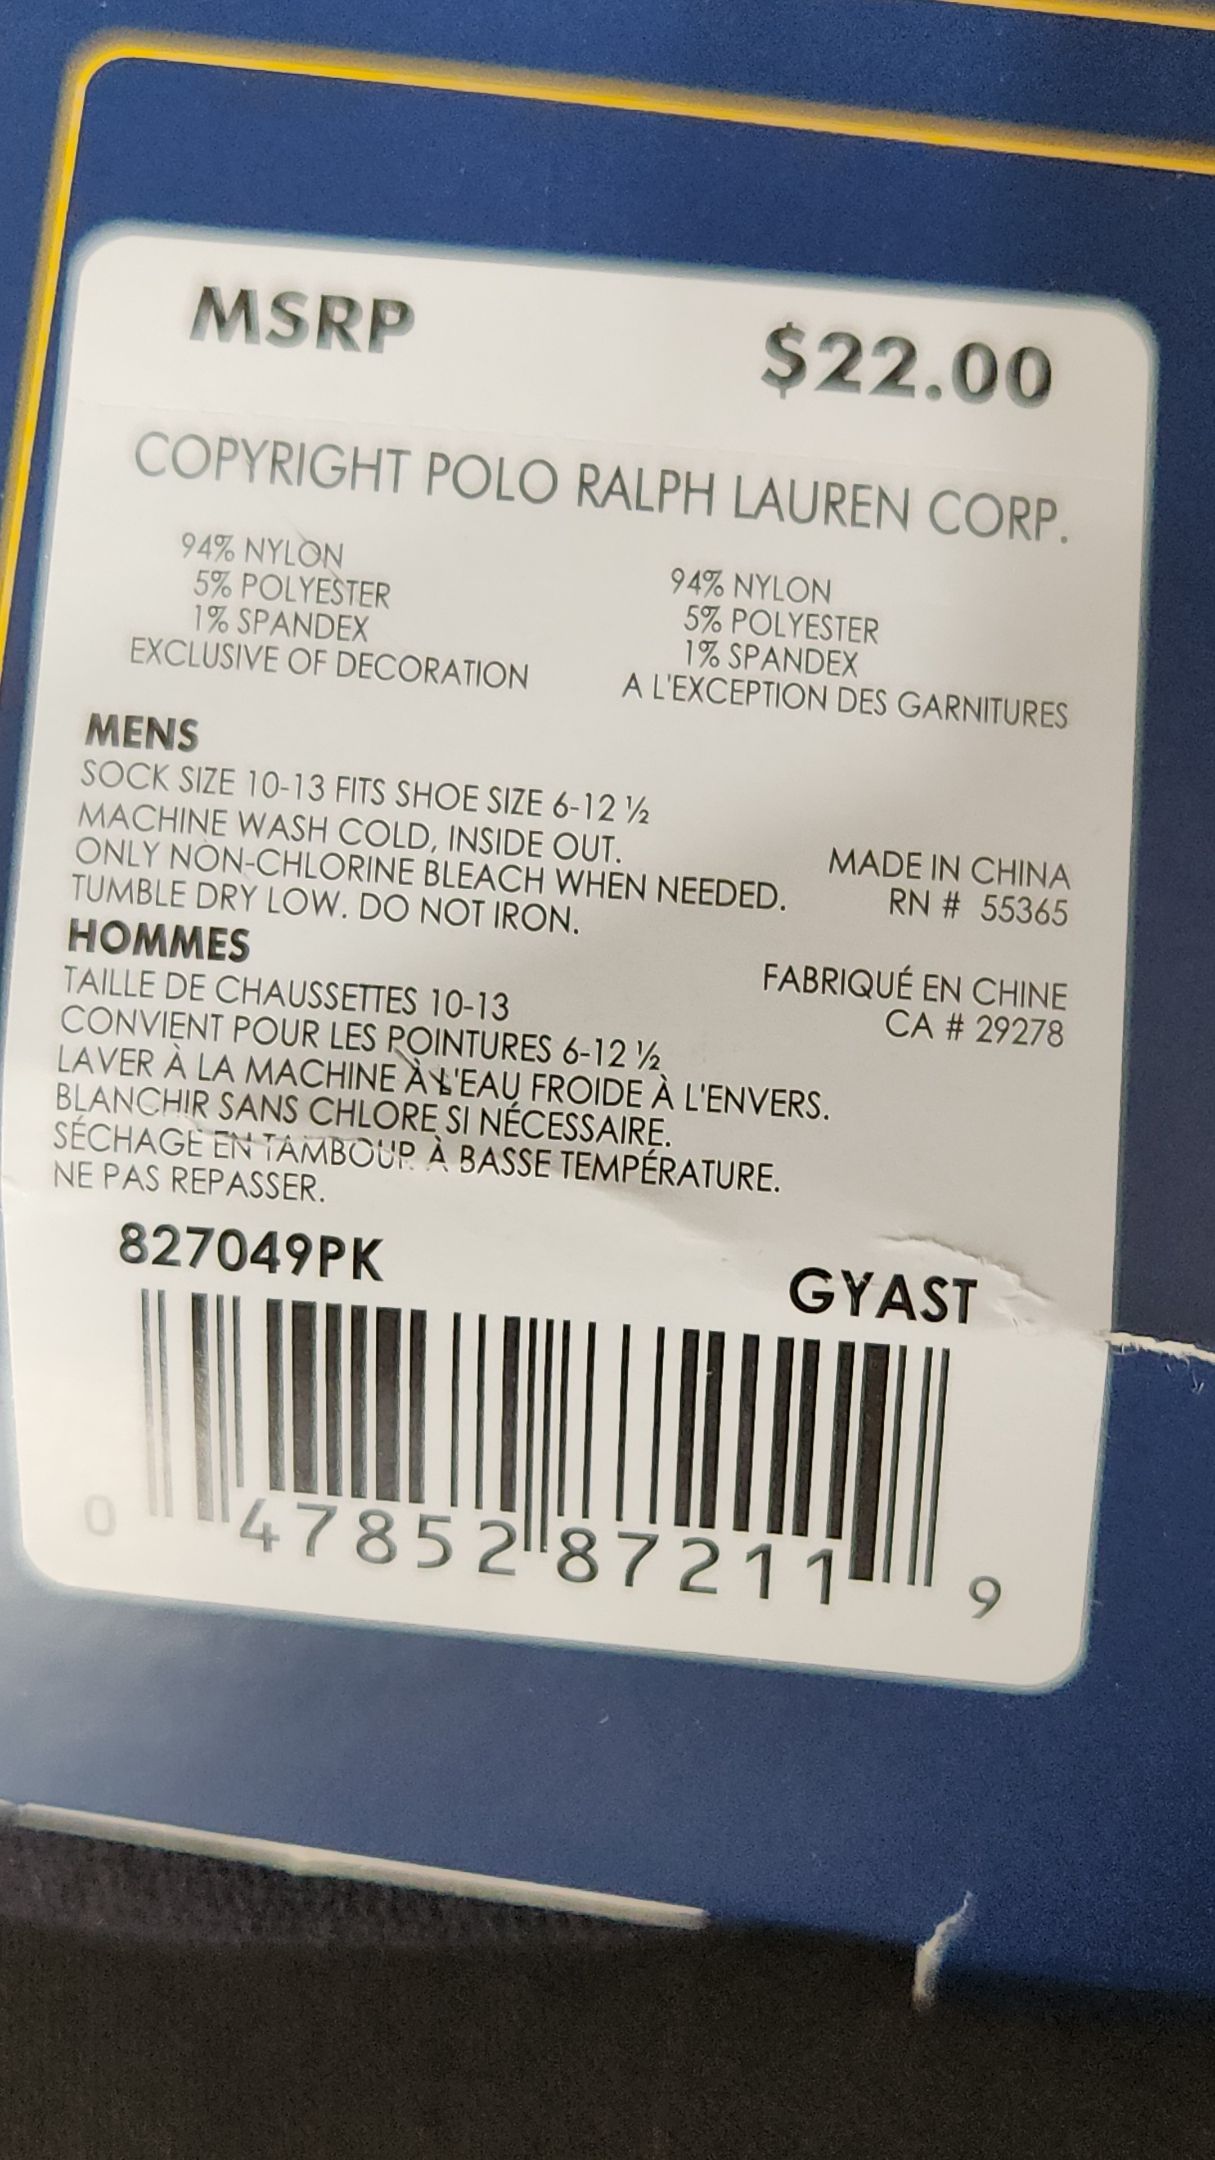 MSRP $22.00
COPYRIGHT POLO RALPH LAUREN CORP.
94% NYLON
5% POLYESTER
1% SPANDEX
EXCLUSIVE OF DECORATION
94% NYLON
5% POLYESTER
1% SPANDEX
A L'EXCEPTION DES GARNITURES
MENS
SOCK SIZE 10-13 FITS SHOE SIZE 6-12 ½
MACHINE WASH COLD, INSIDE OUT.
ONLY NON-CHLORINE BLEACH WHEN NEEDED.
TUMBLE DRY LOW. DO NOT IRON.
MADE IN CHINA
RN # 55365
HOMMES
TAILLE DE CHAUSSETTES 10-13
CONVIENT POUR LES POINTURES 6-12 ½
LAVER À LA MACHINE À L'EAU FROIDE À L'ENVERS.
BLANCHIR SANS CHLORE SI NÉCESSAIRE.
SÉCHAGE EN TAMBOUR À BASSE TEMPÉRATURE.
NE PAS REPASSER.
FABRIQUÉ EN CHINE
CA # 29278
827049PK GYAST
0 47852 87211 9